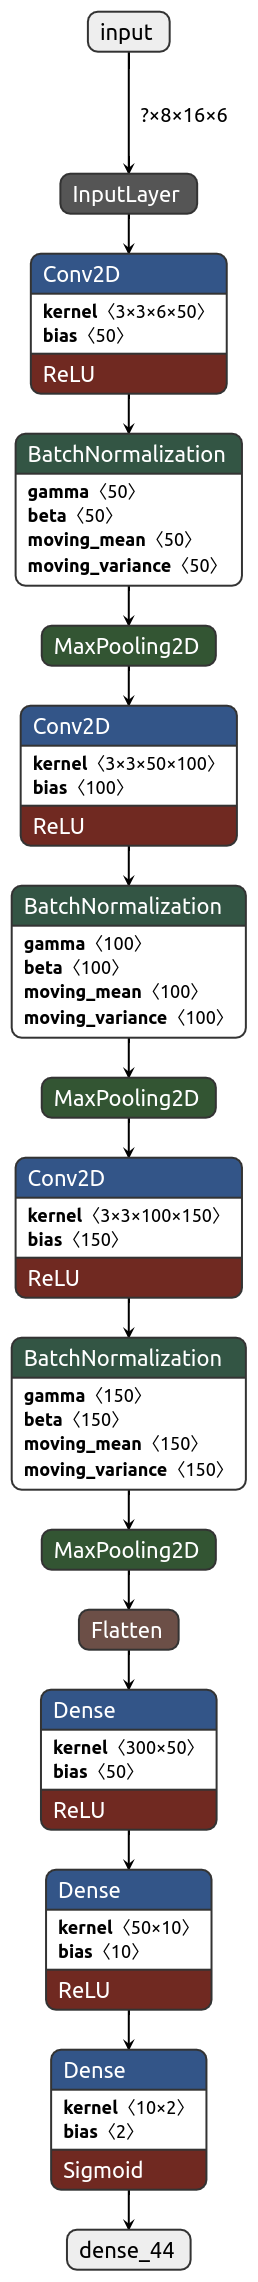 input
?×8×16×6
InputLayer
Conv2D
kernel〈3×3×6×50〉
bias〈50〉
ReLU
BatchNormalization
gamma〈50〉
beta〈50〉
moving_mean〈50〉
moving_variance〈50〉
MaxPooling2D
Conv2D
kernel〈3×3×50×100〉
bias〈100〉
ReLU
BatchNormalization
gamma〈100〉
beta〈100〉
moving_mean〈100〉
moving_variance〈100〉
MaxPooling2D
Conv2D
kernel〈3×3×100×150〉
bias〈150〉
ReLU
BatchNormalization
gamma〈150〉
beta〈150〉
moving_mean〈150〉
moving_variance〈150〉
MaxPooling2D
Flatten
Dense
kernel〈300×50〉
bias〈50〉
ReLU
Dense
kernel〈50×10〉
bias〈10〉
ReLU
Dense
kernel〈10×2〉
bias〈2〉
Sigmoid
dense_44